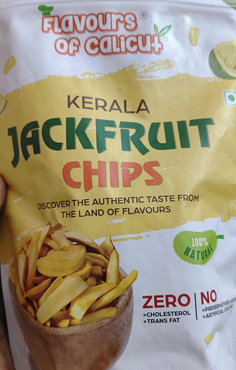 Flavours®
of Calicut
KERALA
JACKFRUIT
CHIPS
DISCOVER THE AUTHENTIC TASTE FROM
THE LAND OF FLAVOURS
100%
NATURAL
ZERO NO
>CHOLESTEROL
>TRANS FAT